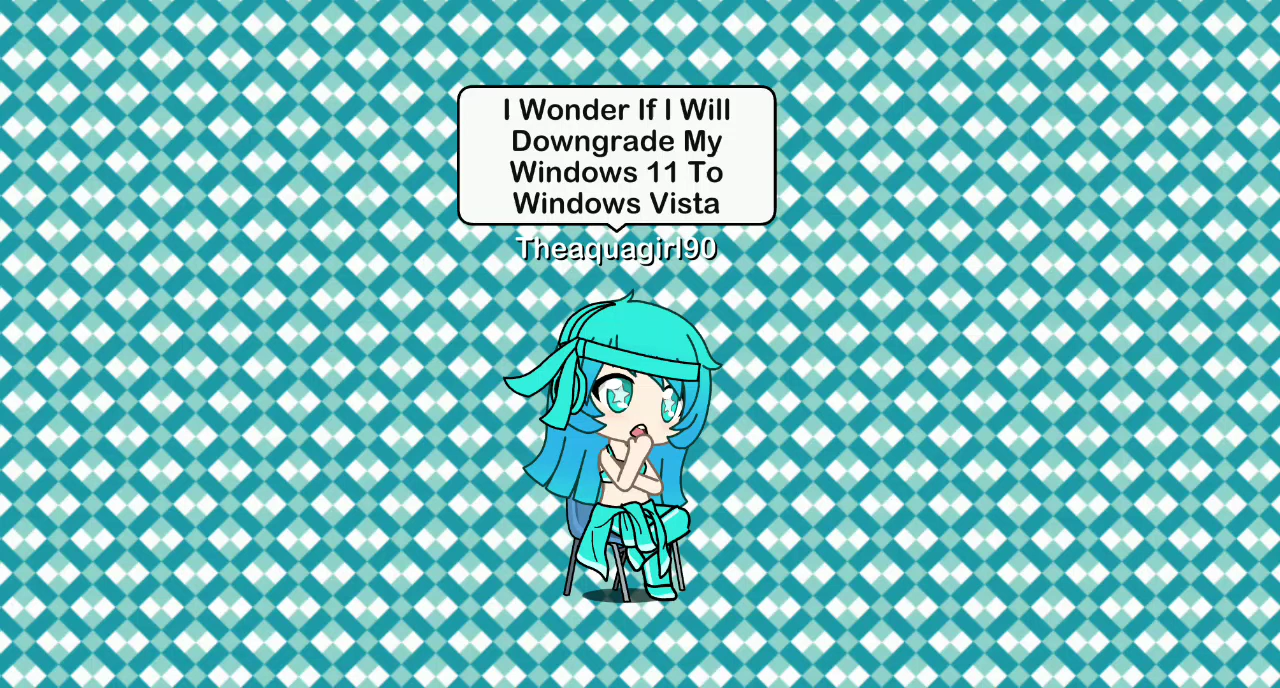 I Wonder If I Will
Downgrade My
Windows 11 To
Windows Vista
Theaquagirl90